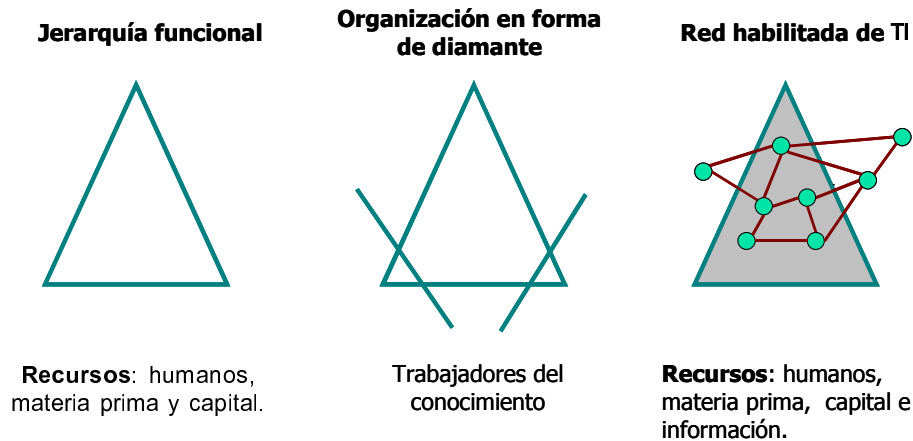 Jerarquía funcional
Organización en forma
de diamante
Red habilitada de TI
Recursos: humanos,
materia prima y capital.
Trabajadores del
conocimiento
Recursos: humanos,
materia prima, capital e
información.